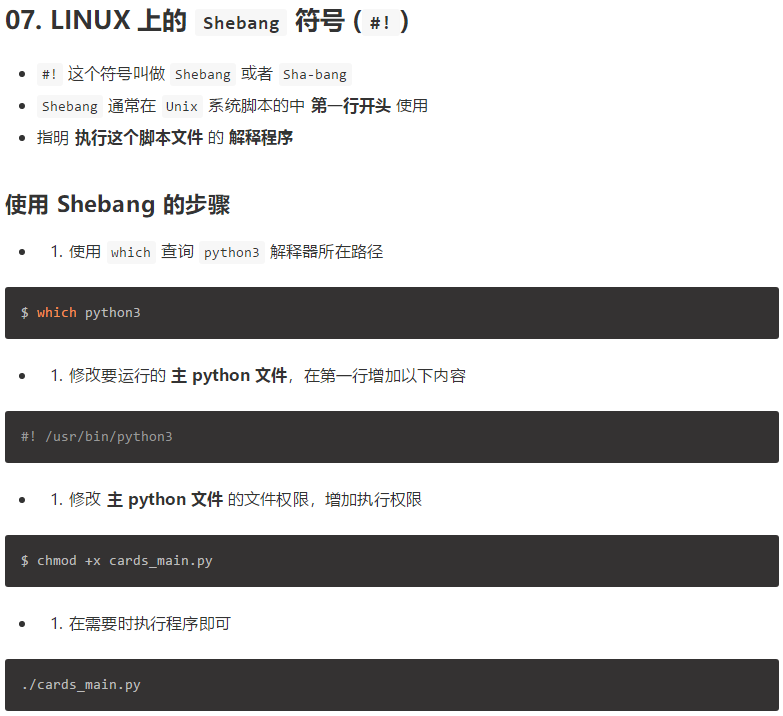 07. LINUX 上的 Shebang 符号 ( #! )
#! 这个符号叫做 Shebang 或者 Sha-bang
Shebang 通常在 Unix 系统脚本的中 第一行开头 使用
指明 执行这个脚本文件 的 解释程序
使用 Shebang 的步骤
1. 使用 which 查询 python3 解释器所在路径
$ which python3
1. 修改要运行的 主 python 文件，在第一行增加以下内容
#! /usr/bin/python3
1. 修改 主 python 文件 的文件权限，增加执行权限
$ chmod +x cards_main.py
1. 在需要时执行程序即可
./cards_main.py